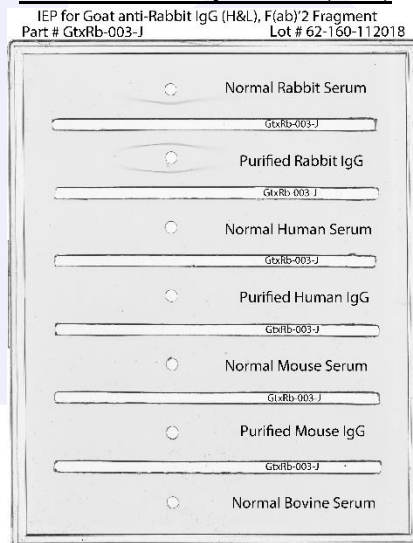 IEP for Goat anti-Rabbit IgG (H&L), F(ab)'2 Fragment
Part # GtxRb-003-J Lot # 62-160-112018
Normal Rabbit Serum
GtxRb-003-J
Purified Rabbit IgG
GtxRb-003-J
Normal Human Serum
GtxRb-003-J
Purified Human IgG
GtxRb-003-J
Normal Mouse Serum
GtxRb-003-J
Purified Mouse IgG
GtxRb-003-J
Normal Bovine Serum